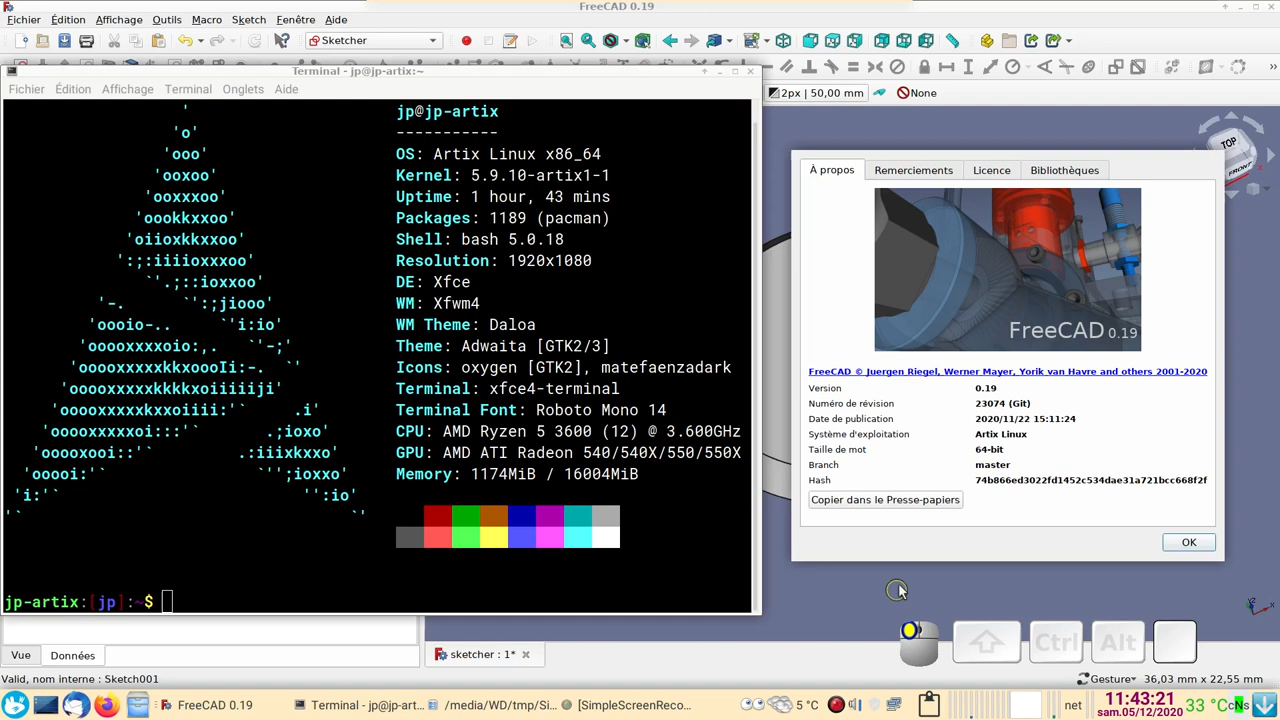 FreeCAD 0.19
Fichier Édition Affichage Outils Macro Sketch Fenêtre Aide
Sketcher
Terminal - jp@jp-artix:~
Fichier Édition Affichage Terminal Onglets Aide
2px | 50,00 mm None
jp@jp-artix
-----------
OS: Artix Linux x86_64
Kernel: 5.9.10-artix1-1
Uptime: 1 hour, 43 mins
Packages: 1189 (pacman)
Shell: bash 5.0.18
Resolution: 1920x1080
DE: Xfce
WM: Xfwm4
WM Theme: Daloa
Theme: Adwaita [GTK2/3]
Icons: oxygen [GTK2], matefaenzadark
Terminal: xfce4-terminal
Terminal Font: Roboto Mono 14
CPU: AMD Ryzen 5 3600 (12) @ 3.600GHz
GPU: AMD ATI Radeon 540/540X/550/550X
Memory: 1174MiB / 16004MiB
jp-artix:[jp]:~$
TOP
FRONT
À propos Remerciements Licence Bibliothèques
FreeCAD 0.19
FreeCAD © Juergen Riegel, Werner Mayer, Yorik van Havre and others 2001-2020
Version 0.19
Numéro de révision 23074 (Git)
Date de publication 2020/11/22 15:11:24
Système d'exploitation Artix Linux
Taille de mot 64-bit
Branch master
Hash 74b866ed3022fd1452c534dae31a721bcc668f2f
Copier dans le Presse-papiers
OK
Ctrl Alt
Vue Données
sketcher : 1*
Valid, nom interne : Sketch001
Gesture 36,03 mm x 22,55 mm
FreeCAD 0.19 Terminal - jp@jp-art... /media/WD/tmp/Si... [SimpleScreenReco...
5 °C
net
11:43:21
sam.05/12/2020
33 °C